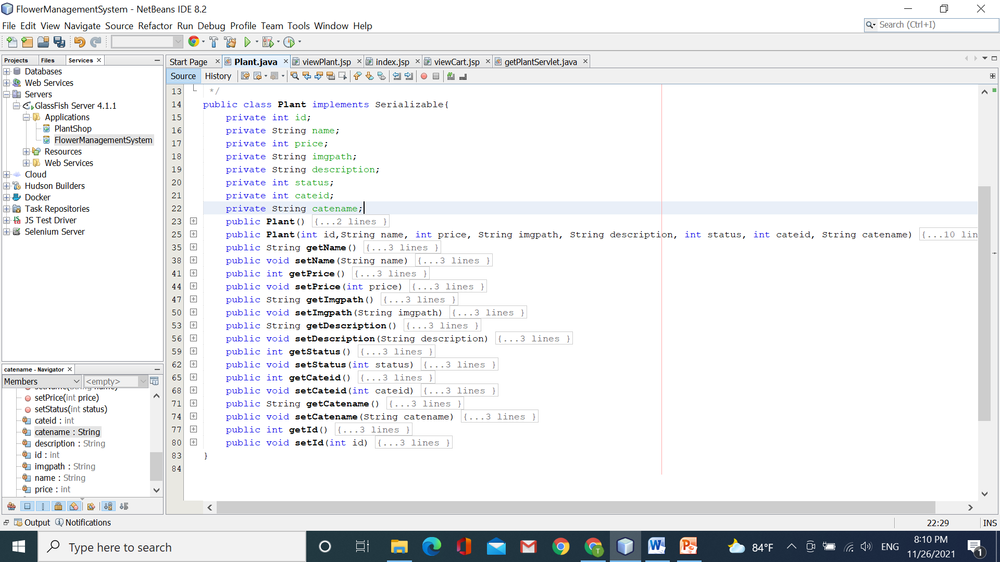 FlowerManagementSystem - NetBeans IDE 8.2
File Edit View Navigate Source Refactor Run Debug Profile Team Tools Window Help
Search (Ctrl+I)
Projects Files Services
Databases
Web Services
Servers
GlassFish Server 4.1.1
Applications
PlantShop
FlowerManagementSystem
Resources
Web Services
Cloud
Hudson Builders
Docker
Task Repositories
JS Test Driver
Selenium Server
catename - Navigator
Members <empty>
setName(String name)
setPrice(int price)
setStatus(int status)
cateid : int
catename : String
description : String
id : int
imgpath : String
name : String
price : int
Start Page Plant.java viewPlant.jsp index.jsp viewCart.jsp getPlantServlet.java
Source History
13 */
14 public class Plant implements Serializable{
15 private int id;
16 private String name;
17 private int price;
18 private String imgpath;
19 private String description;
20 private int status;
21 private int cateid;
22 private String catename;
23 public Plant() {...2 lines }
25 public Plant(int id,String name, int price, String imgpath, String description, int status, int cateid, String catename) {...10 lin
35 public String getName() {...3 lines }
38 public void setName(String name) {...3 lines }
41 public int getPrice() {...3 lines }
44 public void setPrice(int price) {...3 lines }
47 public String getImgpath() {...3 lines }
50 public void setImgpath(String imgpath) {...3 lines }
53 public String getDescription() {...3 lines }
56 public void setDescription(String description) {...3 lines }
59 public int getStatus() {...3 lines }
62 public void setStatus(int status) {...3 lines }
65 public int getCateid() {...3 lines }
68 public void setCateid(int cateid) {...3 lines }
71 public String getCatename() {...3 lines }
74 public void setCatename(String catename) {...3 lines }
77 public int getId() {...3 lines }
80 public void setId(int id) {...3 lines }
83 }
84
Output Notifications
22:29 INS
Type here to search
84°F
ENG
8:10 PM
11/26/2021
1